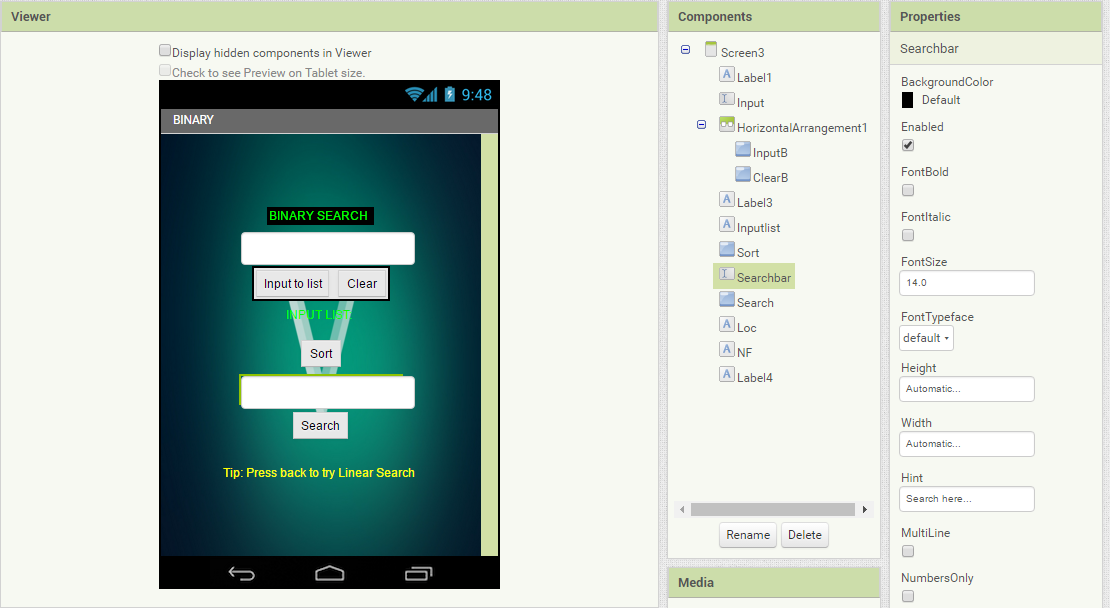 Viewer
Display hidden components in Viewer
Check to see Preview on Tablet size.
9:48
BINARY
BINARY SEARCH
Input to list
Clear
INPUT LIST
Sort
Search
Tip: Press back to try Linear Search
Components
Screen3
Label1
Input
HorizontalArrangement1
InputB
ClearB
Label3
Inputlist
Sort
Searchbar
Search
Loc
NF
Label4
Rename
Delete
Media
Properties
Searchbar
BackgroundColor
Default
Enabled
FontBold
FontItalic
FontSize
14.0
FontTypeface
default
Height
Automatic...
Width
Automatic...
Hint
Search here...
MultiLine
NumbersOnly